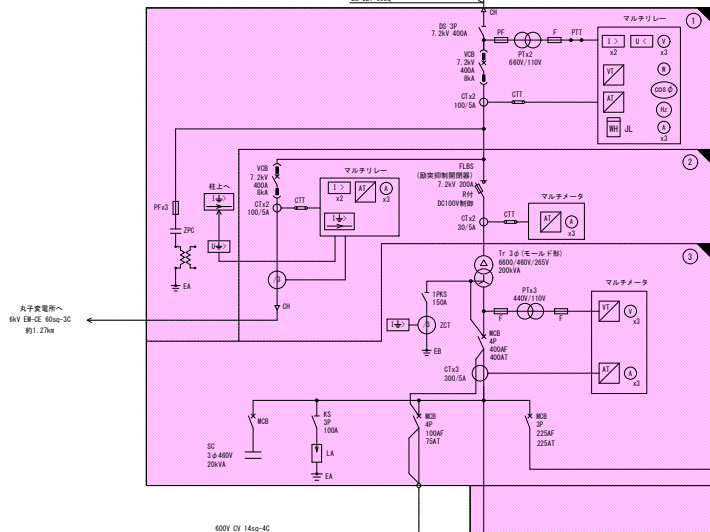 CH
DS 3P
7.2kV 400A
PF
F
PTT
PTx2
660V/110V
マルチリレー
1
I >
x2
U <
V
x3
VCB
7.2kV
400A
8kA
VT
W
cosφ
CTx2
100/5A
CTT
AT
Hz
WH
JL
A
x3
2
VCB
7.2kV
400A
8kA
CTx2
100/5A
CTT
マルチリレー
I >
x2
AT
A
x3
I
FLBS
(励突抑制開閉器)
7.2kV 200A
R付
DC100V制御
CTx2
30/5A
CTT
マルチメータ
AT
A
x3
柱上へ
I
U
PFx3
ZPC
EA
/3
CH
3
Tr 3φ(モールド形)
6600/460V/265V
200kVA
1PKS
150A
I
/3
ZCT
EB
PTx3
440V/110V
F
F
マルチメータ
VT
V
x3
MCB
4P
400AF
400AT
CTx3
300/5A
AT
A
x3
丸子変電所へ
6kV EM-CE 60sq-3C
約1.27km
MCB
SC
3φ460V
20kVA
KS
3P
100A
LA
EA
MCB
4P
100AF
75AT
MCB
3P
225AF
225AT
600V CV 14sq-4C